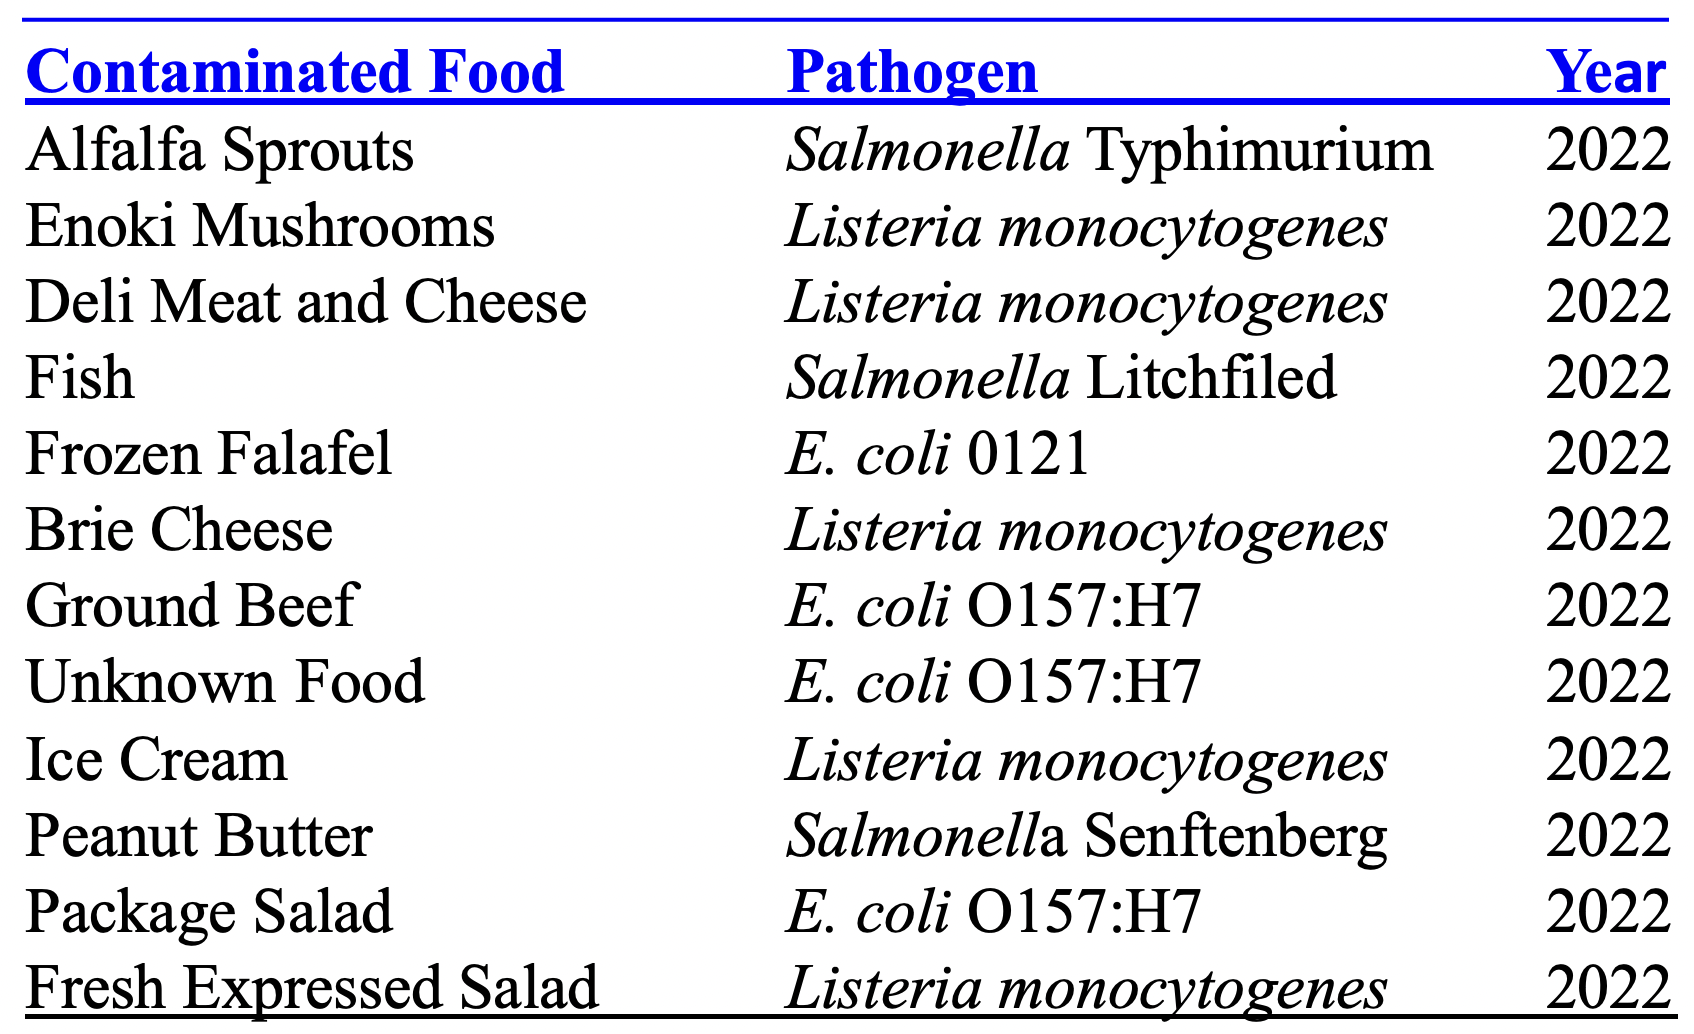 Contaminated Food Pathogen Year
Alfalfa Sprouts Salmonella Typhimurium 2022
Enoki Mushrooms Listeria monocytogenes 2022
Deli Meat and Cheese Listeria monocytogenes 2022
Fish Salmonella Litchfiled 2022
Frozen Falafel E. coli 0121 2022
Brie Cheese Listeria monocytogenes 2022
Ground Beef E. coli O157:H7 2022
Unknown Food E. coli O157:H7 2022
Ice Cream Listeria monocytogenes 2022
Peanut Butter Salmonella Senftenberg 2022
Package Salad E. coli O157:H7 2022
Fresh Expressed Salad Listeria monocytogenes 2022